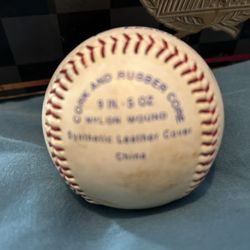 CORK AND RUBBER CORE
9 IN. - 5 OZ
NYLON WOUND
Synthetic Leather Cover
China